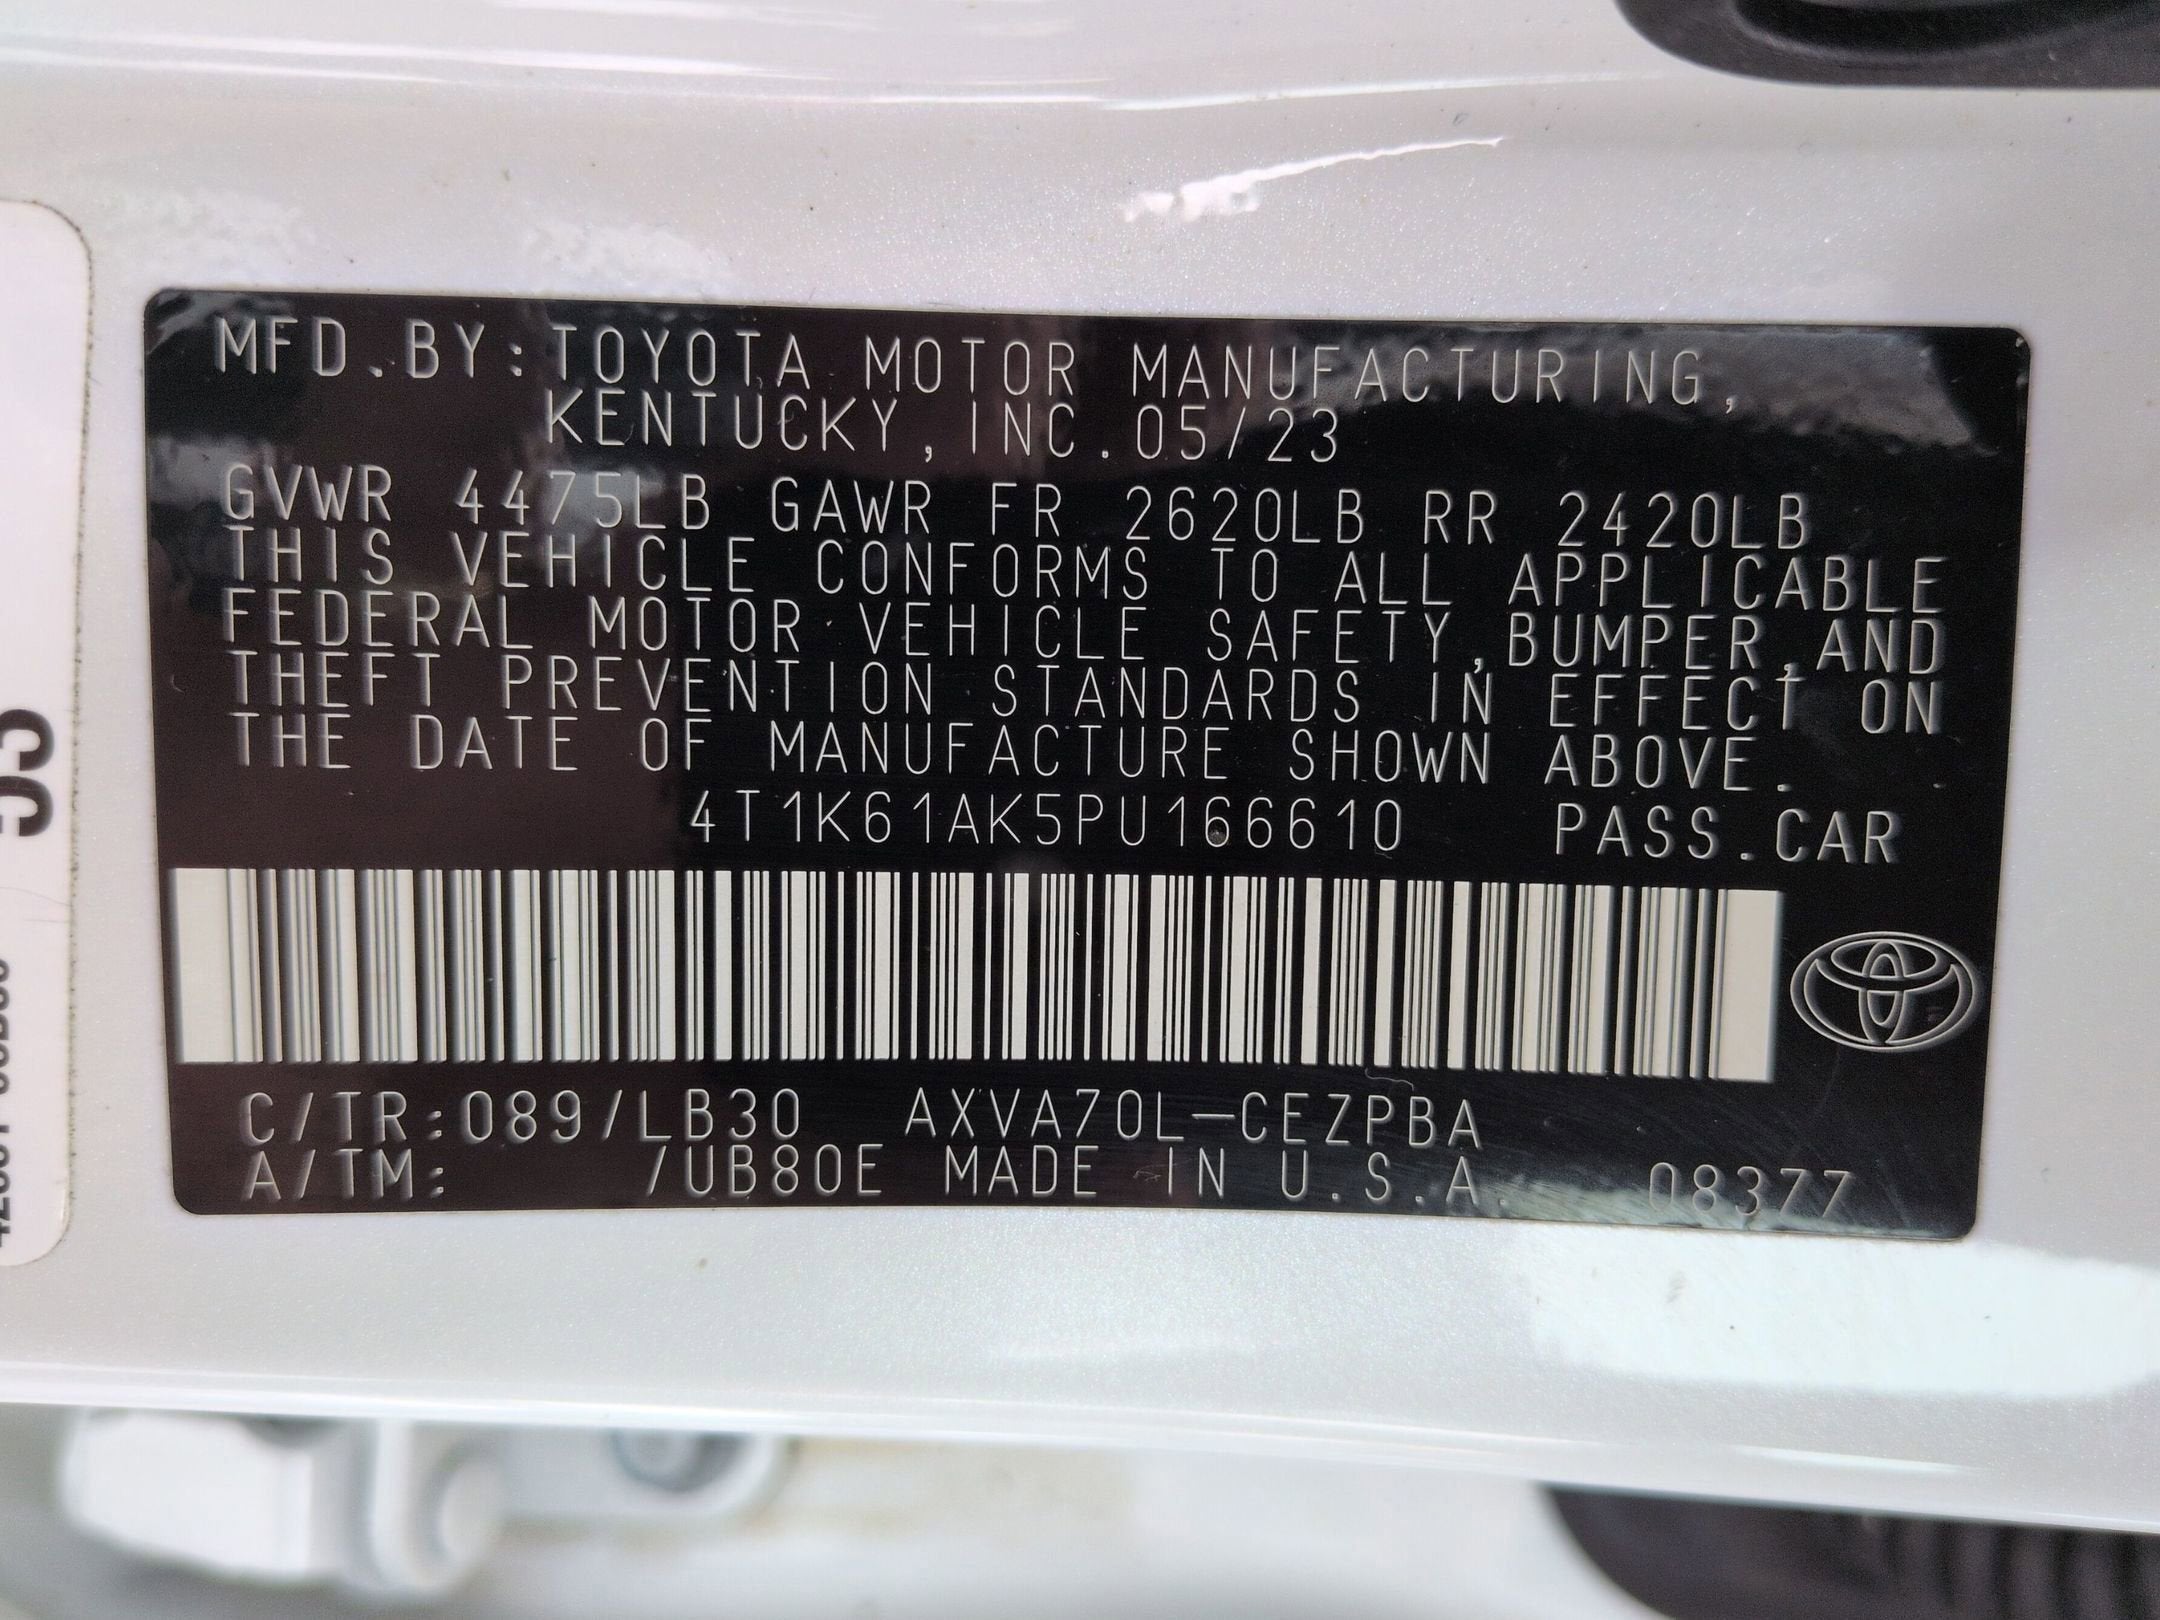 MFD.BY:TOYOTA MOTOR MANUFACTURING,
KENTUCKY,INC.05/23
GVWR 4475LB GAWR FR 2620LB RR 2420LB
THIS VEHICLE CONFORMS TO ALL APPLICABLE
FEDERAL MOTOR VEHICLE SAFETY,BUMPER,AND
THEFT PREVENTION STANDARDS IN EFFECT ON
THE DATE OF MANUFACTURE SHOWN ABOVE.
4T1K61AK5PU166610 PASS.CAR
C/TR:089/LB30 AXVA70L-CEZPBA
A/TM: /UB80E MADE IN U.S.A. 08377